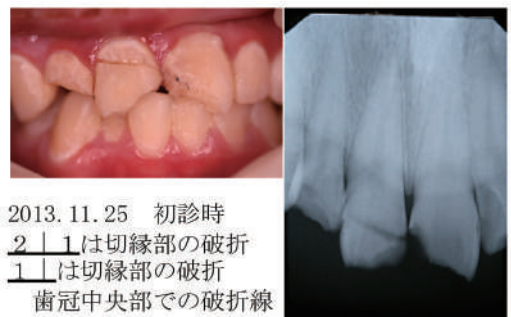 2013.11.25 初診時
2 | 1は切縁部の破折
1 | は切縁部の破折
歯冠中央部での破折線